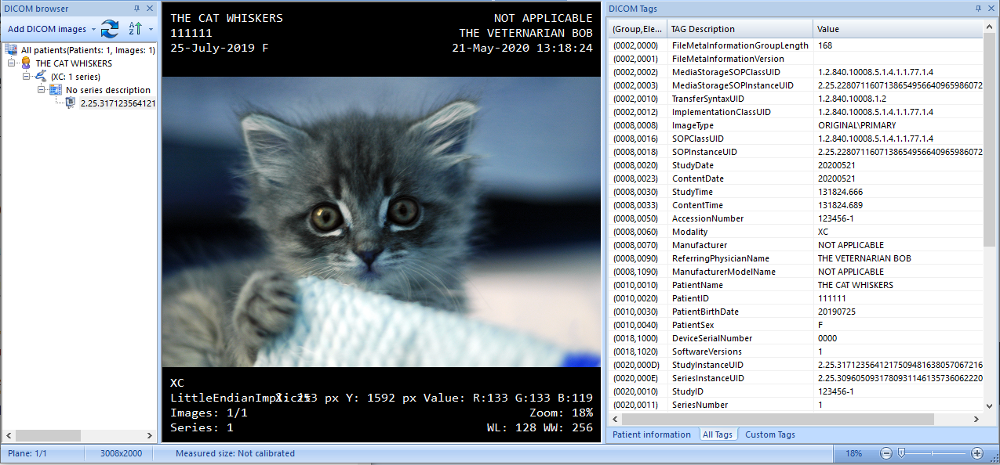 DICOM browser
Add DICOM images
All patients(Patients: 1, Images: 1)
THE CAT WHISKERS
(XC: 1 series)
No series description
2.25.317123564121
THE CAT WHISKERS
111111
25-July-2019 F
NOT APPLICABLE
THE VETERNARIAN BOB
21-May-2020 13:18:24
XC
LittleEndianImplicit
X: 253 px Y: 1592 px Value: R:133 G:133 B:119
Images: 1/1
Zoom: 18%
Series: 1
WL: 128 WW: 256
DICOM Tags
(Group,Ele... TAG Description Value
(0002,0000) FileMetaInformationGroupLength 168
(0002,0001) FileMetaInformationVersion
(0002,0002) MediaStorageSOPClassUID 1.2.840.10008.5.1.4.1.1.77.1.4
(0002,0003) MediaStorageSOPInstanceUID 2.25.2280711607138654956640965986072
(0002,0010) TransferSyntaxUID 1.2.840.10008.1.2
(0002,0012) ImplementationClassUID 1.2.840.10008.5.1.4.1.1.77.1.4
(0008,0008) ImageType ORIGINAL\PRIMARY
(0008,0016) SOPClassUID 1.2.840.10008.5.1.4.1.1.77.1.4
(0008,0018) SOPInstanceUID 2.25.2280711607138654956640965986072
(0008,0020) StudyDate 20200521
(0008,0023) ContentDate 20200521
(0008,0030) StudyTime 131824.666
(0008,0033) ContentTime 131824.689
(0008,0050) AccessionNumber 123456-1
(0008,0060) Modality XC
(0008,0070) Manufacturer NOT APPLICABLE
(0008,0090) ReferringPhysicianName THE VETERNARIAN BOB
(0008,1090) ManufacturerModelName NOT APPLICABLE
(0010,0010) PatientName THE CAT WHISKERS
(0010,0020) PatientID 111111
(0010,0030) PatientBirthDate 20190725
(0010,0040) PatientSex F
(0018,1000) DeviceSerialNumber 0000
(0018,1020) SoftwareVersions 1
(0020,000D) StudyInstanceUID 2.25.31712356412175094816380570672​16
(0020,000E) SeriesInstanceUID 2.25.30960509317809311461357360622​20
(0020,0010) StudyID 123456-1
(0020,0011) SeriesNumber 1
Patient information All Tags Custom Tags
Plane: 1/1 3008x2000 Measured size: Not calibrated 18%